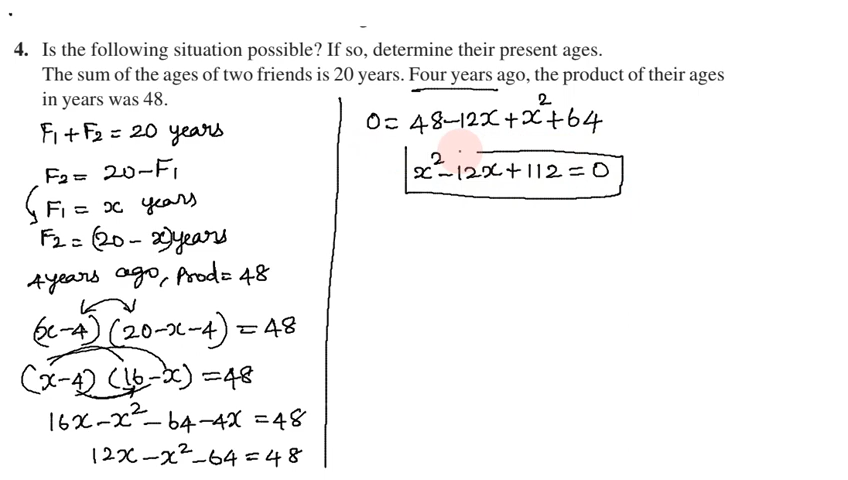 4. Is the following situation possible? If so, determine their present ages.
The sum of the ages of two friends is 20 years. Four years ago, the product of their ages
in years was 48.
F₁ + F₂ = 20 years
F₂ = 20 - F₁
F₁ = x years
F₂ = (20 - x) years
4 years ago, Prod = 48
(x-4) (20-x-4) = 48
(x-4) (16-x) = 48
16x - x² - 64 - 4x = 48
12x - x² - 64 = 48
0 = 48 - 12x + x² + 64
x² - 12x + 112 = 0